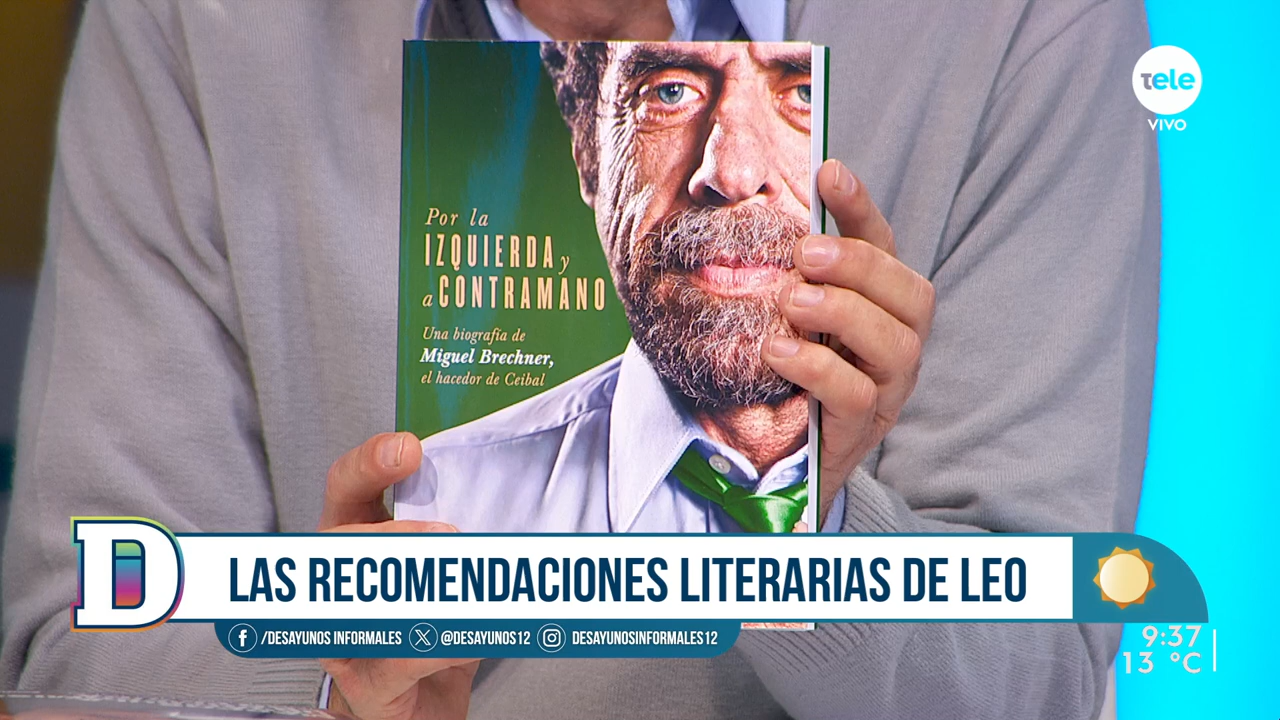 Por la
IZQUIERDA y
a CONTRAMANO
Una biografía de
Miguel Brechner,
el hacedor de Ceibal
tele
VIVO
D
LAS RECOMENDACIONES LITERARIAS DE LEO
/DESAYUNOS INFORMALES @DESAYUNOS12 DESAYUNOSINFORMALES12
9:37
13 °C